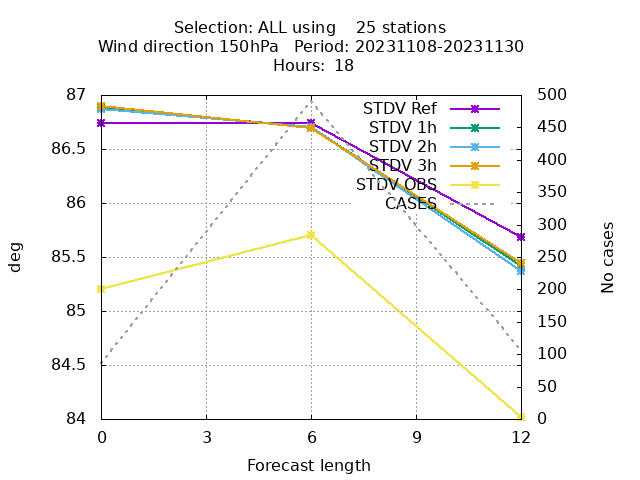 Selection: ALL using    25 stations
Wind direction 150hPa   Period: 20231108-20231130
Hours:  18
87
86.5
86
85.5
85
84.5
84
deg
500
450
400
350
300
250
200
150
100
50
0
No cases
STDV Ref
STDV 1h
STDV 2h
STDV 3h
STDV OBS
CASES
0
3
6
9
12
Forecast length